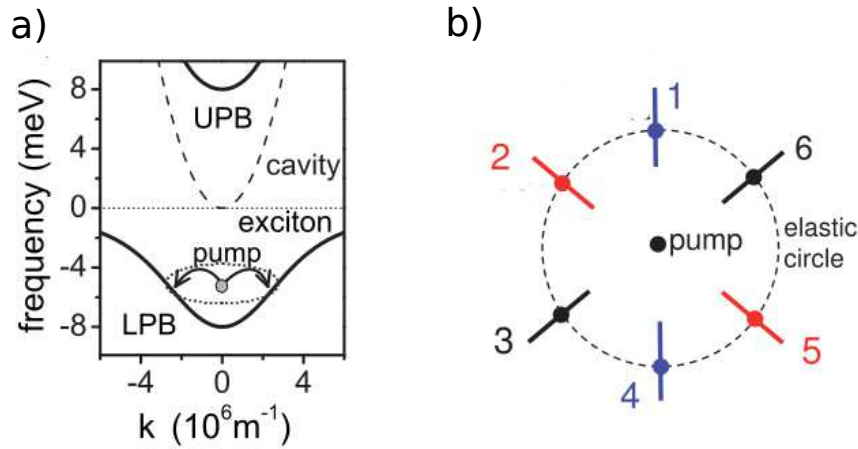 a)
frequency (meV)
8
4
0
-4
-8
UPB
cavity
exciton
pump
LPB
-4 0 4
k (10⁶m⁻¹)
b)
1
2
6
pump
elastic
circle
3
5
4